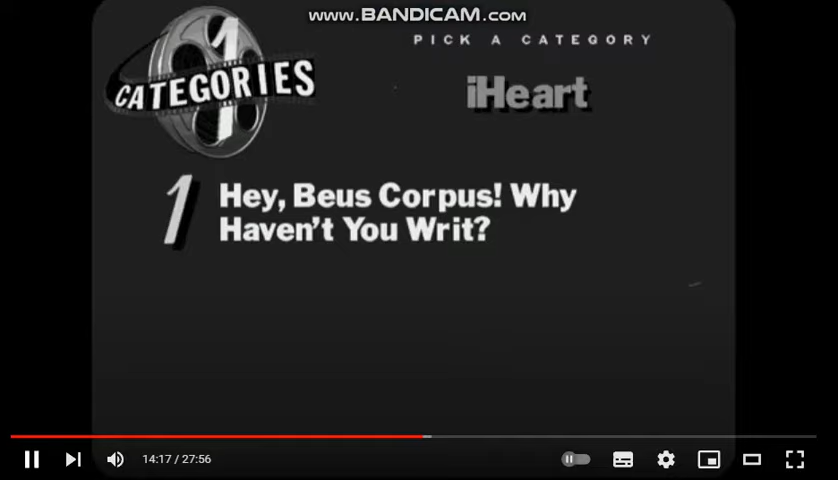 www.BANDICAM.com
PICK A CATEGORY
1
CATEGORIES
iHeart
1 Hey, Beus Corpus! Why
Haven't You Writ?
14:17 / 27:56